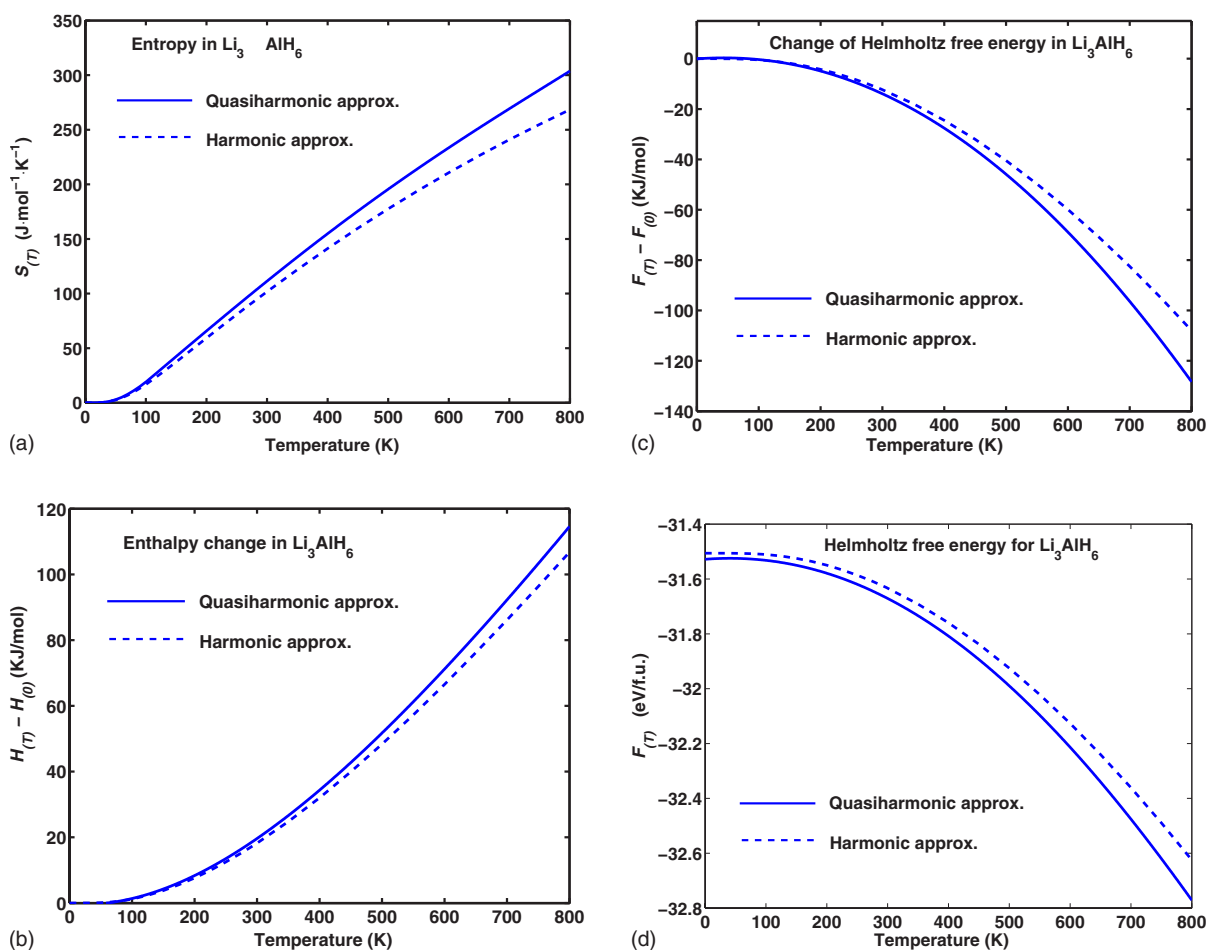 Entropy in Li3 AlH6
Quasiharmonic approx.
Harmonic approx.
S(T) (J·mol−1·K−1)
350
300
250
200
150
100
50
0
0 100 200 300 400 500 600 700 800
Temperature (K)
(a)
Change of Helmholtz free energy in Li3AlH6
Quasiharmonic approx.
Harmonic approx.
F(T) − F(0) (KJ/mol)
0
−20
−40
−60
−80
−100
−120
−140
0 100 200 300 400 500 600 700 800
Temperature (K)
(c)
Enthalpy change in Li3AlH6
Quasiharmonic approx.
Harmonic approx.
H(T) − H(0) (KJ/mol)
120
100
80
60
40
20
0
0 100 200 300 400 500 600 700 800
Temperature (K)
(b)
Helmholtz free energy for Li3AlH6
Quasiharmonic approx.
Harmonic approx.
F(T) (eV/f.u.)
−31.4
−31.6
−31.8
−32
−32.2
−32.4
−32.6
−32.8
0 100 200 300 400 500 600 700 800
Temperature (K)
(d)